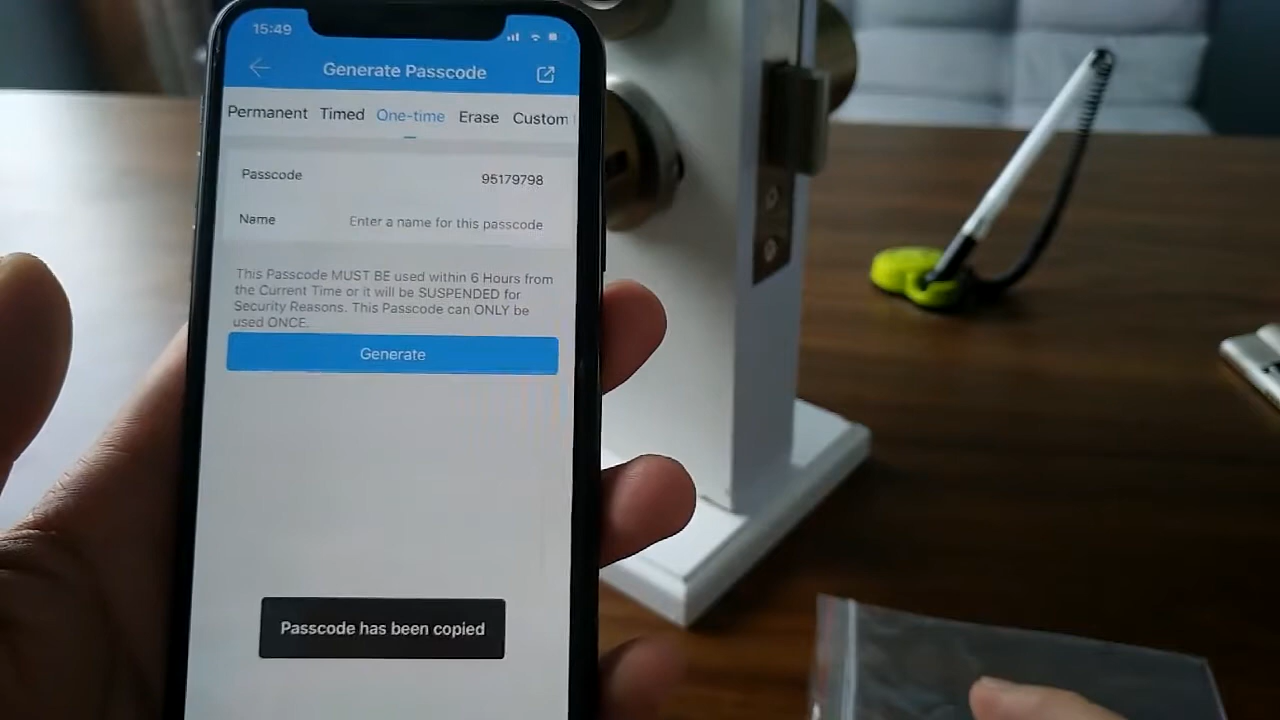 15:49
Generate Passcode
Permanent Timed One-time Erase Custom
Passcode 95179798
Name Enter a name for this passcode
This Passcode MUST BE used within 6 Hours from
the Current Time or it will be SUSPENDED for
Security Reasons. This Passcode can ONLY be
used ONCE.
Generate
Passcode has been copied